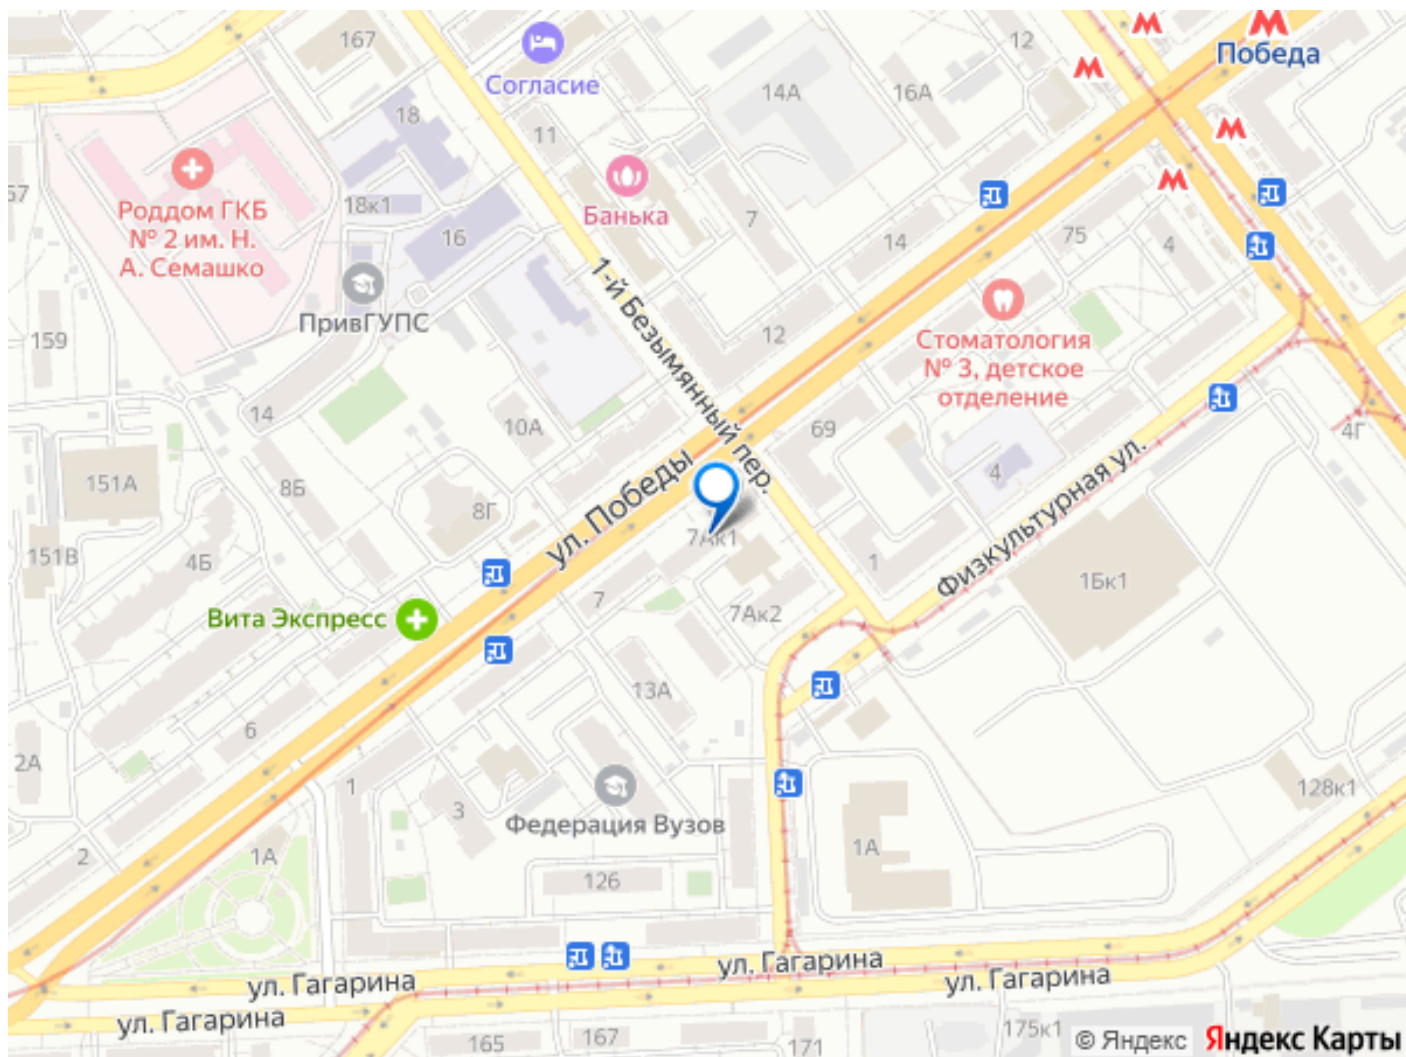 167
Согласие
12
Победа
14А
16А
18
11
Роддом ГКБ
№ 2 им. Н.
А. Семашко
57
18к1
16
Банька
7
14
75
4
ПривГУПС
1-й Безымянный пер.
159
12
Стоматология
№ 3, детское
отделение
14
10А
69
4Г
151А
8Б
8Г
4
ул. Победы
7Ак1
Физкультурная ул.
151В
4Б
1
1Бк1
7
7Ак2
Вита Экспресс
13А
6
2А
1
3
128к1
Федерация Вузов
2
1А
1А
126
ул. Гагарина
ул. Гагарина
ул. Гагарина
ул. Гагарина
165
167
171
175к1
© Яндекс Яндекс Карты